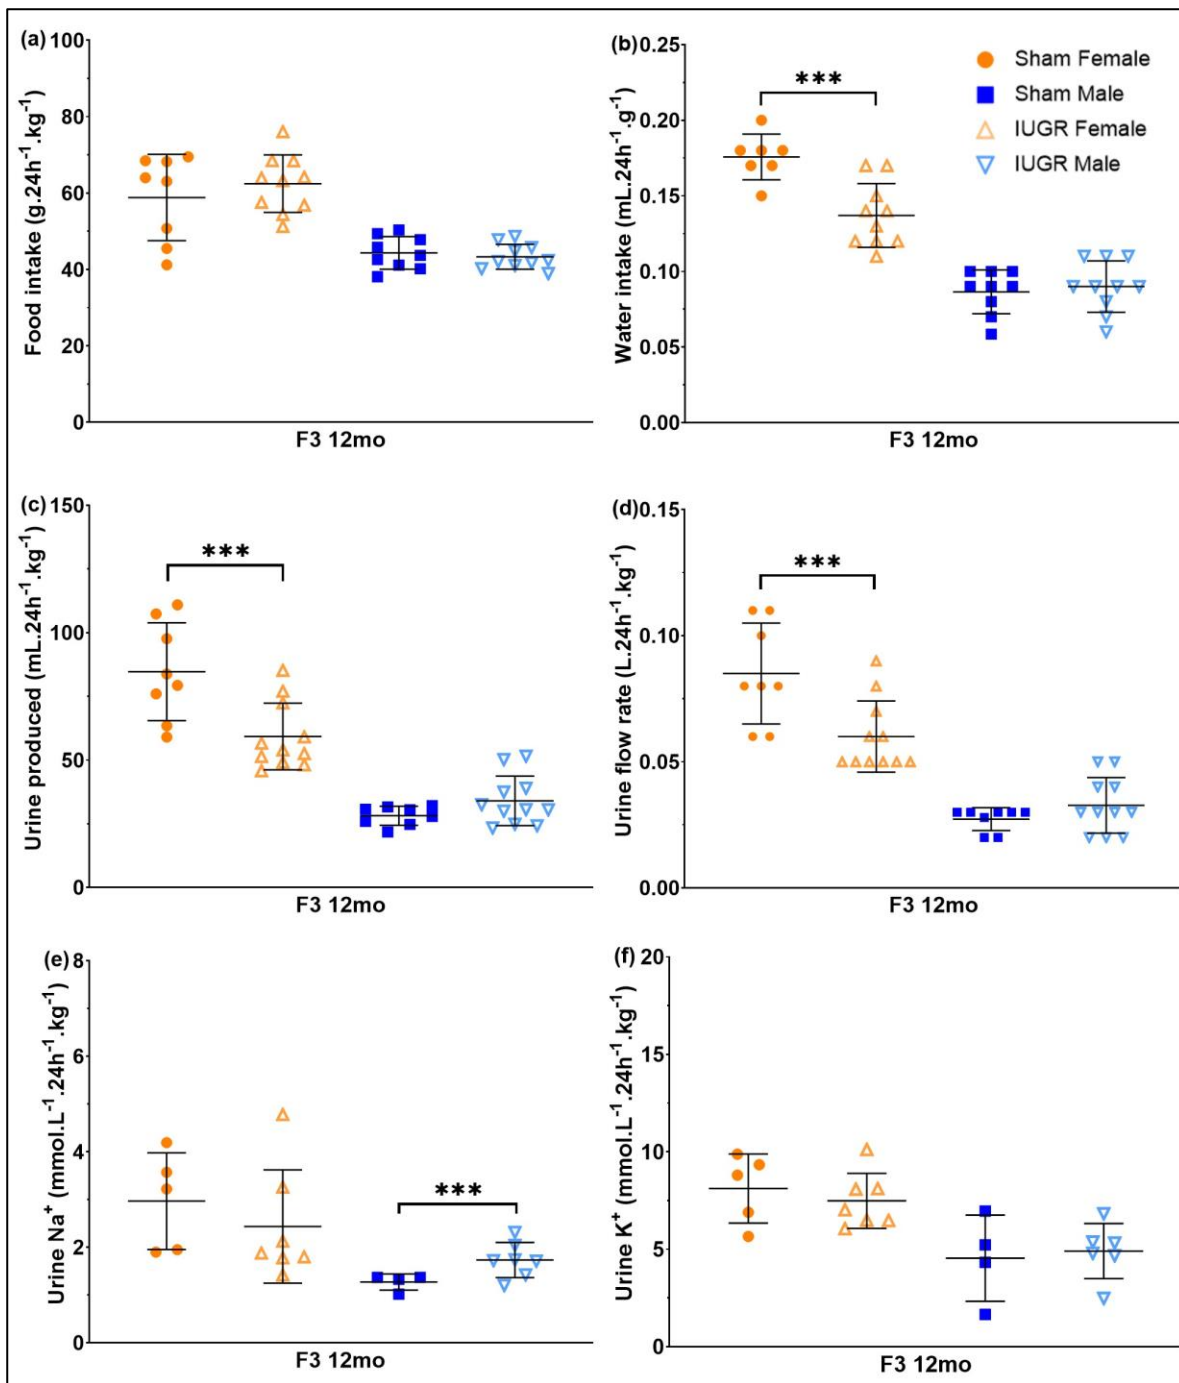 (a)
Food intake (g.24h⁻¹.kg⁻¹)
100
80
60
40
20
0
F3 12mo
(b)
Water intake (mL.24h⁻¹.g⁻¹)
0.25
0.20
0.15
0.10
0.05
0.00
***
Sham Female
Sham Male
IUGR Female
IUGR Male
F3 12mo
(c)
Urine produced (mL.24h⁻¹.kg⁻¹)
150
100
50
0
***
F3 12mo
(d)
Urine flow rate (L.24h⁻¹.kg⁻¹)
0.15
0.10
0.05
0.00
***
F3 12mo
(e)
Urine Na⁺ (mmol.L⁻¹.24h⁻¹.kg⁻¹)
8
6
4
2
0
***
F3 12mo
(f)
Urine K⁺ (mmol.L⁻¹.24h⁻¹.kg⁻¹)
20
15
10
5
0
F3 12mo